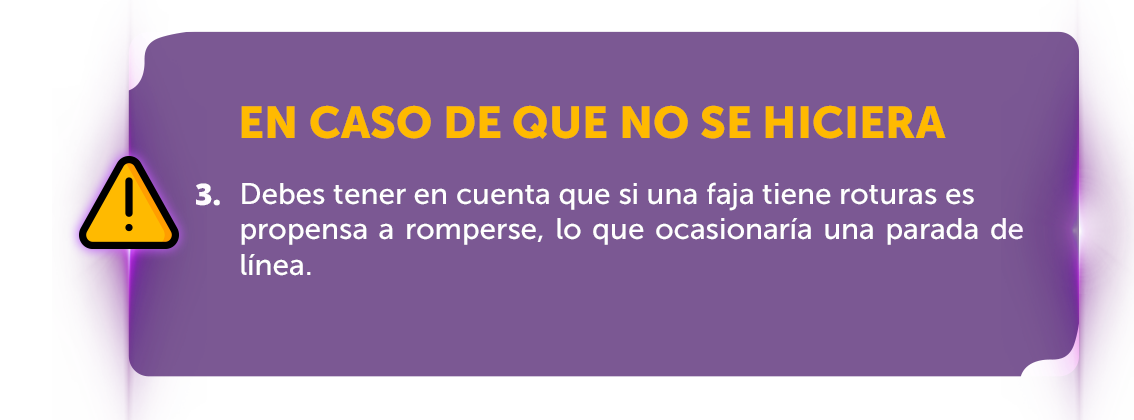 EN CASO DE QUE NO SE HICIERA
3. Debes tener en cuenta que si una faja tiene roturas es
propensa a romperse, lo que ocasionaría una parada de
línea.